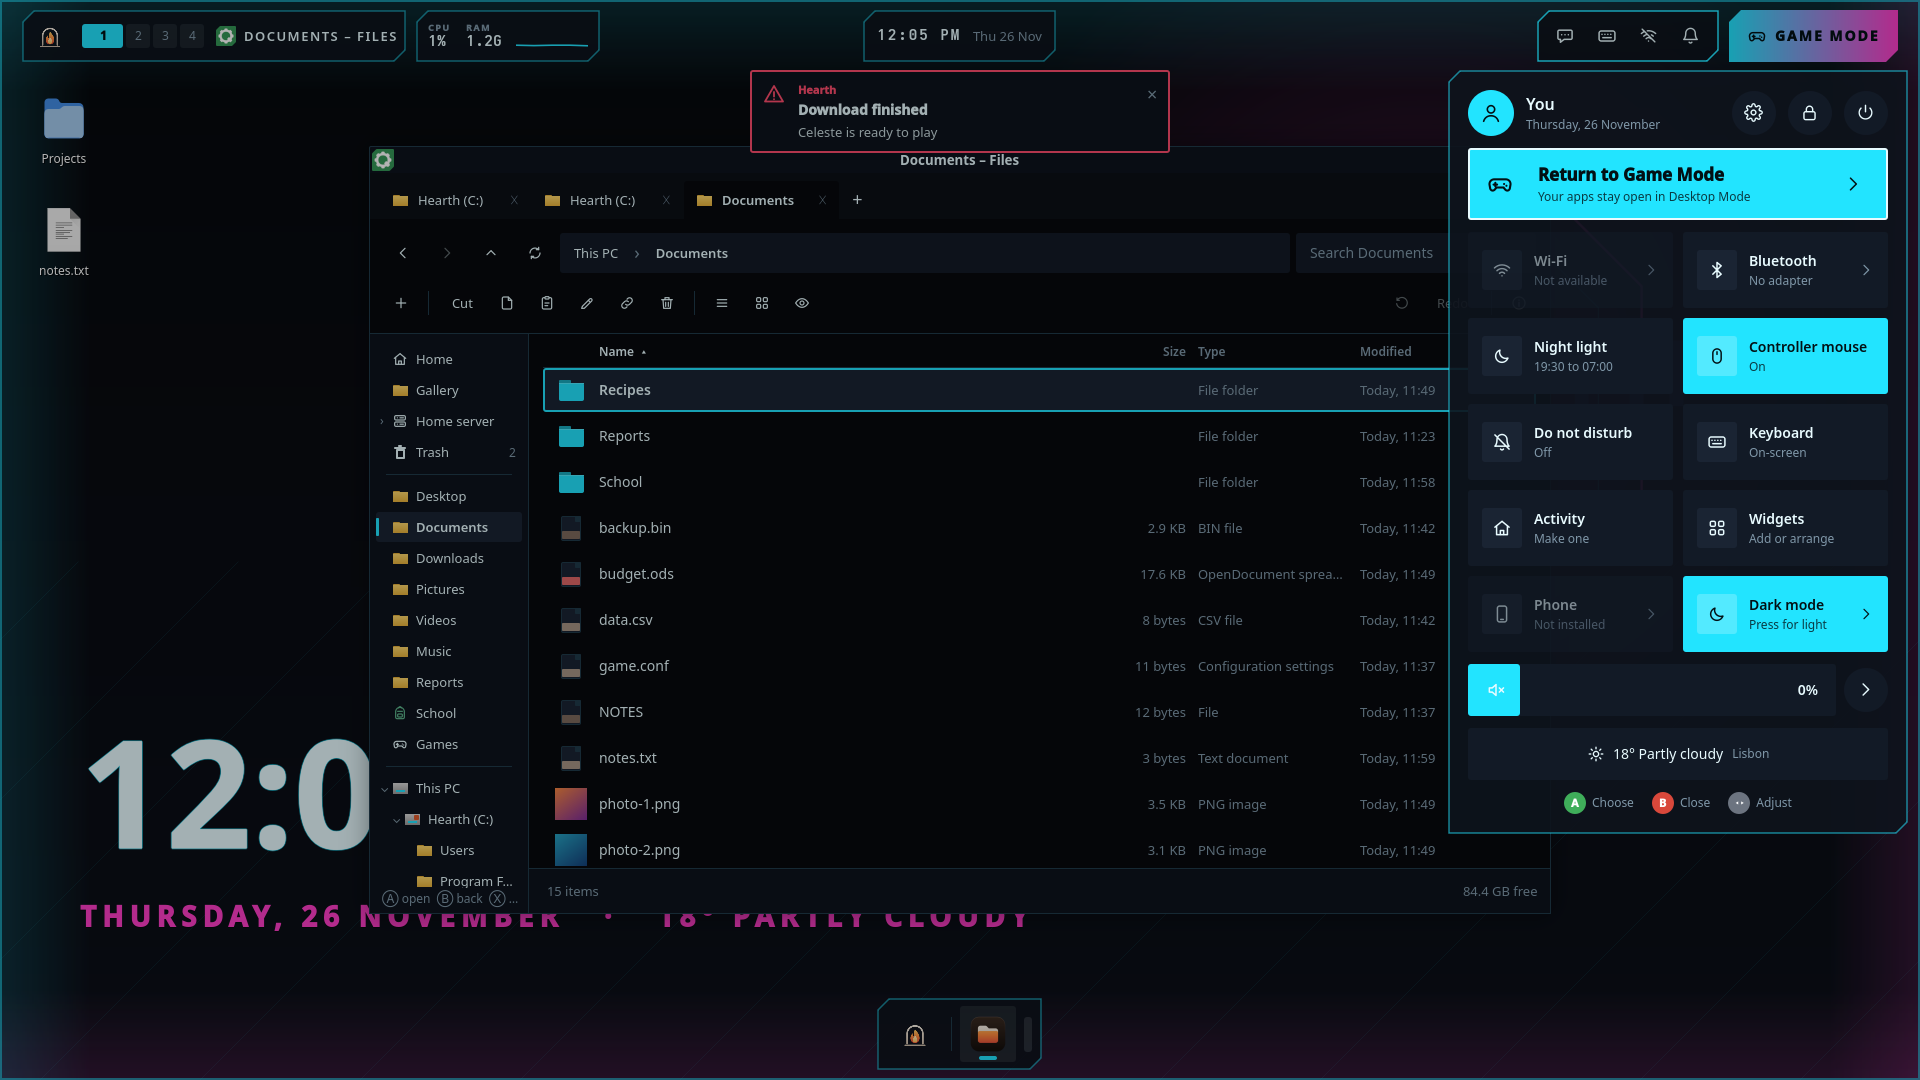 1 2 3 4 DOCUMENTS – FILES
CPU 1% RAM 1.2G
12:05 PM Thu 26 Nov
GAME MODE
Projects
notes.txt
Hearth
Download finished
Celeste is ready to play
Documents – Files
Hearth (C:) X Hearth (C:) X Documents X +
This PC › Documents
Search Documents
Cut
Name Size Type Modified
Home
Gallery
Home server
Trash 2
Desktop
Documents
Downloads
Pictures
Videos
Music
Reports
School
Games
This PC
Hearth (C:)
Users
Program F...
A open B back X ...
Recipes File folder Today, 11:49
Reports File folder Today, 11:23
School File folder Today, 11:58
backup.bin 2.9 KB BIN file Today, 11:42
budget.ods 17.6 KB OpenDocument sprea... Today, 11:49
data.csv 8 bytes CSV file Today, 11:42
game.conf 11 bytes Configuration settings Today, 11:37
NOTES 12 bytes File Today, 11:37
notes.txt 3 bytes Text document Today, 11:59
photo-1.png 3.5 KB PNG image Today, 11:49
photo-2.png 3.1 KB PNG image Today, 11:49
15 items 84.4 GB free
12:0
THURSDAY, 26 NOVEMBER · 18° PARTLY CLOUDY
You
Thursday, 26 November
Return to Game Mode
Your apps stay open in Desktop Mode
Wi-Fi
Not available
Bluetooth
No adapter
Night light
19:30 to 07:00
Controller mouse
On
Do not disturb
Off
Keyboard
On-screen
Activity
Make one
Widgets
Add or arrange
Phone
Not installed
Dark mode
Press for light
0%
18° Partly cloudy Lisbon
A Choose B Close Adjust